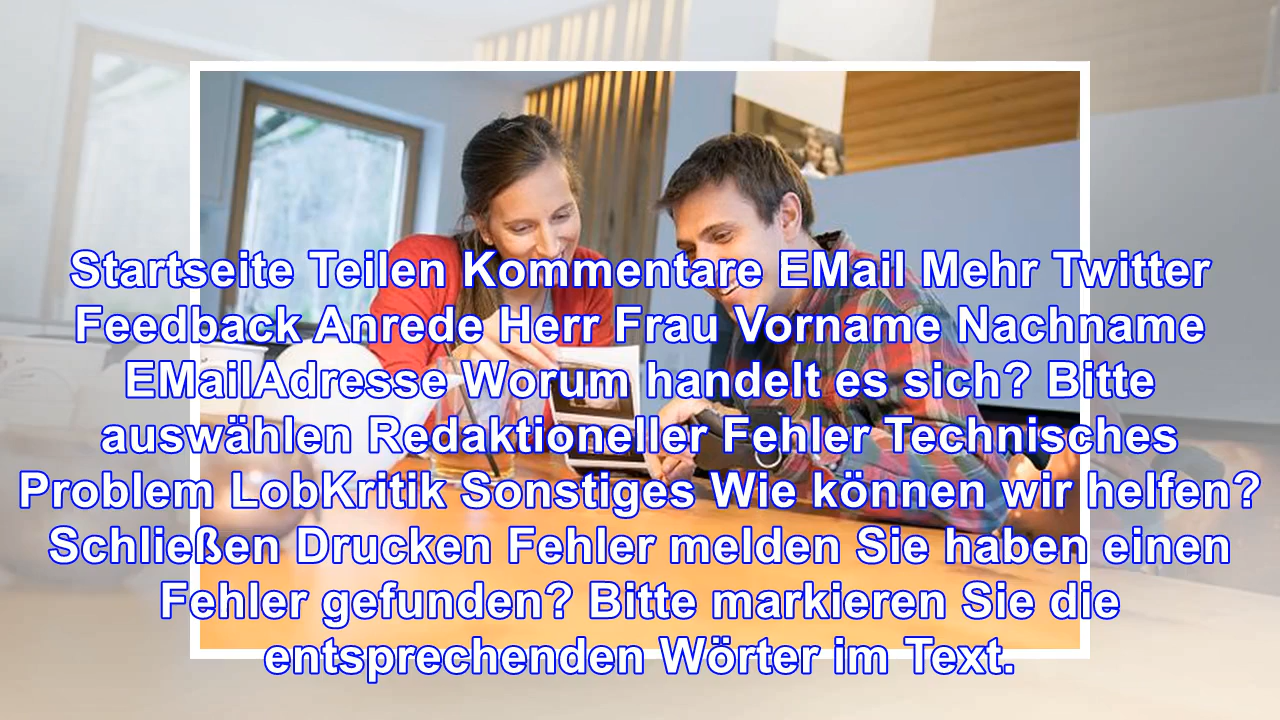 Startseite Teilen Kommentare EMail Mehr Twitter
Feedback Anrede Herr Frau Vorname Nachname
EMailAdresse Worum handelt es sich? Bitte
auswählen Redaktioneller Fehler Technisches
Problem LobKritik Sonstiges Wie können wir helfen?
Schließen Drucken Fehler melden Sie haben einen
Fehler gefunden? Bitte markieren Sie die
entsprechenden Wörter im Text.